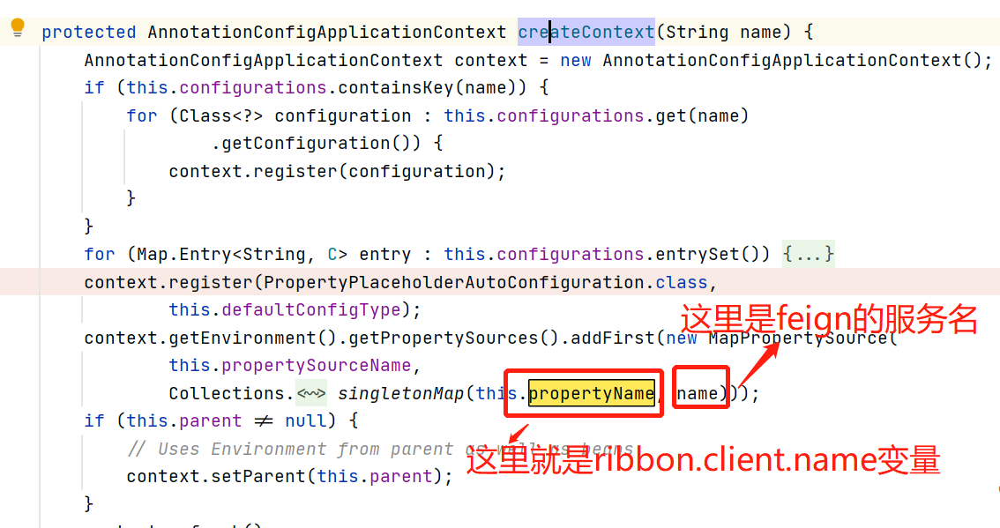 protected AnnotationConfigApplicationContext createContext(String name) {
AnnotationConfigApplicationContext context = new AnnotationConfigApplicationContext();
if (this.configurations.containsKey(name)) {
for (Class<?> configuration : this.configurations.get(name)
.getConfiguration()) {
context.register(configuration);
}
}
for (Map.Entry<String, C> entry : this.configurations.entrySet()) {...}
context.register(PropertyPlaceholderAutoConfiguration.class,
this.defaultConfigType);
这里是feign的服务名
context.getEnvironment().getPropertySources().addFirst(new MapPropertySource(
this.propertySourceName,
Collections.<~> singletonMap(this.propertyName, name)));
if (this.parent ≠ null) {
// Uses Environment from parent as well as beans
这里就是ribbon.client.name变量
context.setParent(this.parent);
}